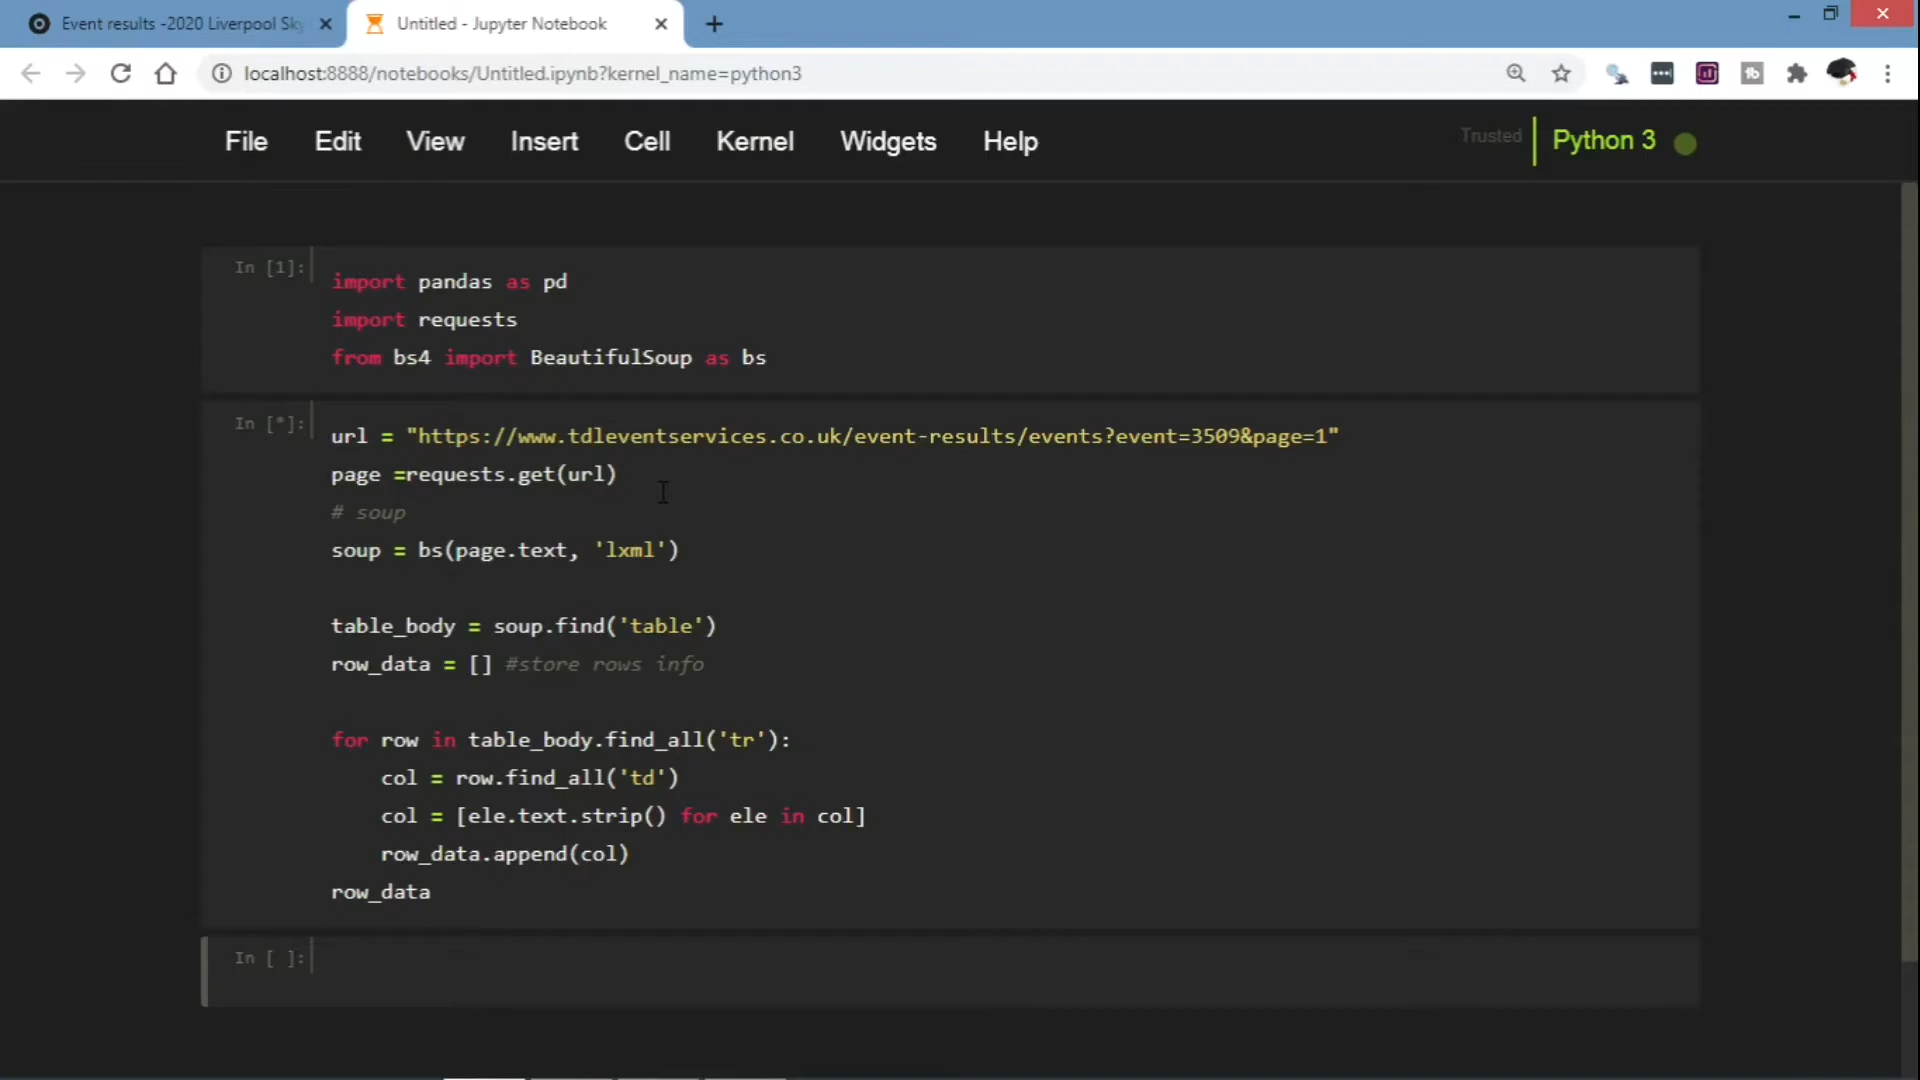 Event results -2020 Liverpool Sky
Untitled - Jupyter Notebook
localhost:8888/notebooks/Untitled.ipynb?kernel_name=python3
File Edit View Insert Cell Kernel Widgets Help
Trusted
Python 3
In [1]:
import pandas as pd
import requests
from bs4 import BeautifulSoup as bs
In [*]:
url = "https://www.tdleventservices.co.uk/event-results/events?event=3509&page=1"
page =requests.get(url)
# soup
soup = bs(page.text, 'lxml')
table_body = soup.find('table')
row_data = [] #store rows info
for row in table_body.find_all('tr'):
    col = row.find_all('td')
    col = [ele.text.strip() for ele in col]
    row_data.append(col)
row_data
In [ ]: